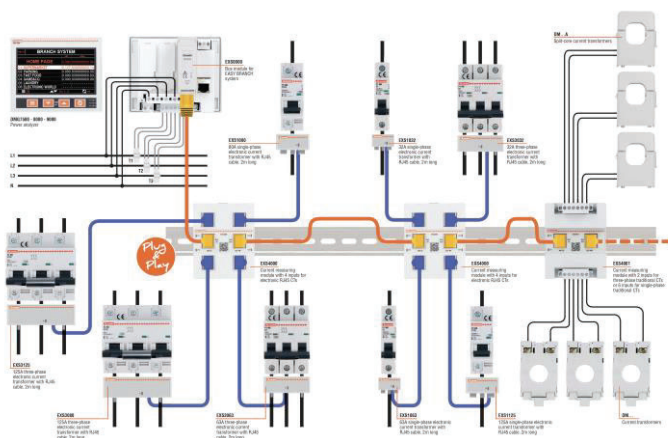 BRANCH SYSTEM
HOME PAGE
DMG7000 - 8000 - 9000
Power analyzer
EXS8000
Bus module for
EASY BRANCH
system
L1
L2
L3
N
T1
T2
T3
EXS1080
80A single-phase
electronic current
transformer with RJ45
cable, 2m long
EXS1032
32A single-phase
electronic current
transformer with
RJ45 cable, 2m long
EXS3032
32A three-phase
electronic current
transformer with RJ45
cable, 2m long
DM...A
Split-core current transformers
Plug
& Play
EXS4000
Current measuring
module with 4 inputs for
electronic RJ45 CTs
EXS4000
Current measuring
module with 4 inputs for
electronic RJ45 CTs
EXS4001
Current measuring
module with 2 inputs for
three-phase traditional CTs
or 6 inputs for single-phase
traditional CTs
EXS3125
125A three-phase
electronic current
transformer with RJ45
cable, 2m long
EXS3080
125A three-phase
electronic current
transformer with RJ45
cable, 2m long
EXS3063
63A three-phase
electronic current
transformer with RJ45
cable, 2m long
EXS1063
63A single-phase electronic
current transformer with
RJ45 cable, 2m long
EXS1125
125A single-phase electronic
current transformer with
RJ45 cable, 2m long
DM...
Current transformers